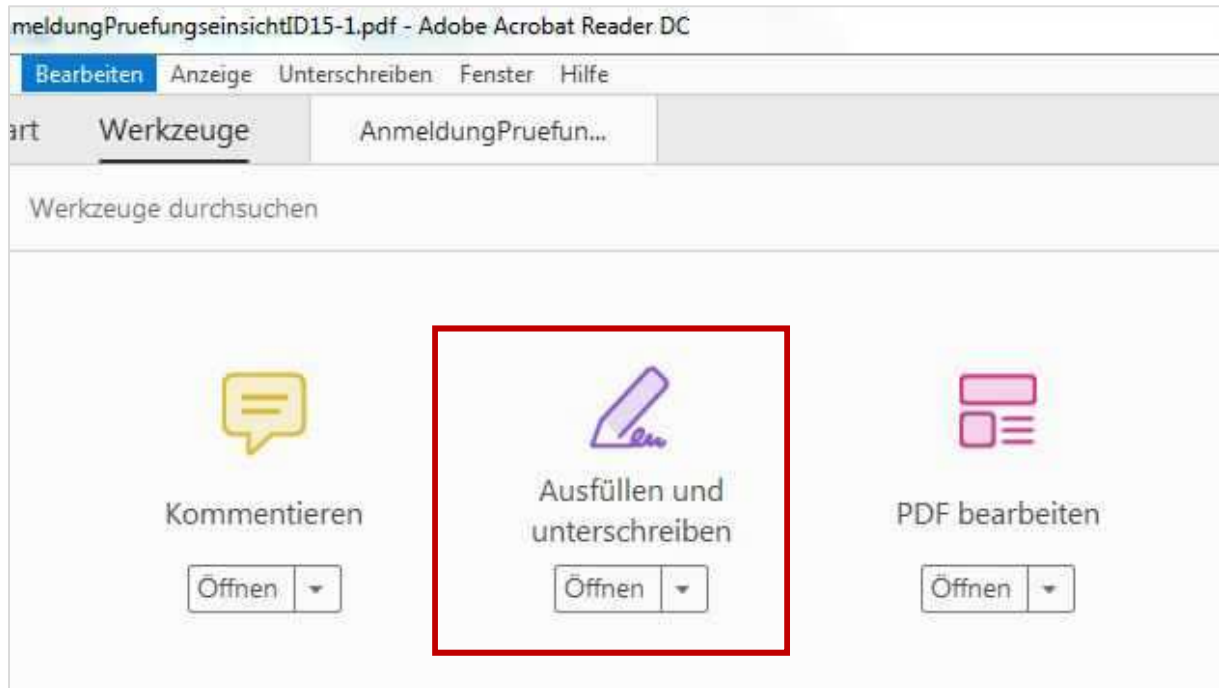 meldungPruefungseinsichtID15-1.pdf - Adobe Acrobat Reader DC
Bearbeiten Anzeige Unterschreiben Fenster Hilfe
art Werkzeuge AnmeldungPruefun...
Werkzeuge durchsuchen
Kommentieren
Ausfüllen und
unterschreiben
PDF bearbeiten
Öffnen Öffnen Öffnen